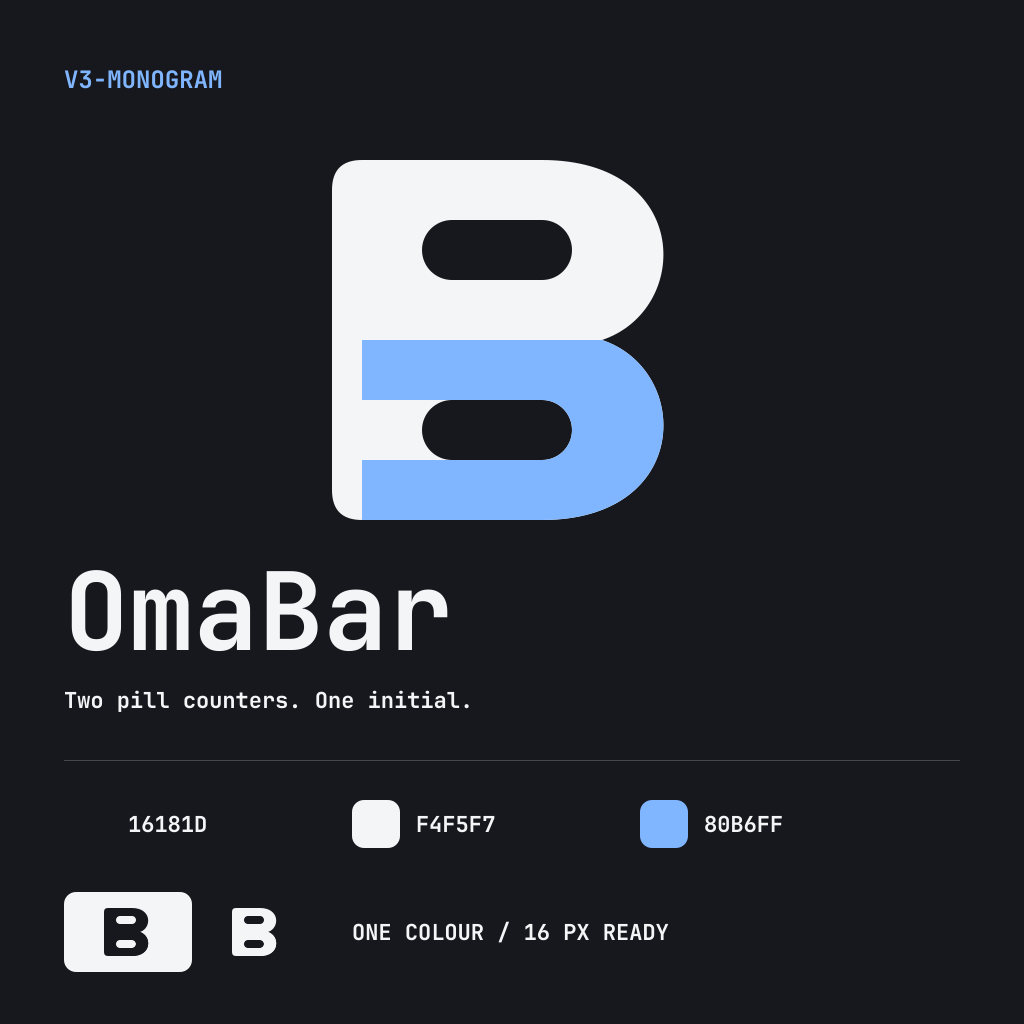 V3-MONOGRAM
B
OmaBar
Two pill counters. One initial.
16181D F4F5F7 80B6FF
B B ONE COLOUR / 16 PX READY